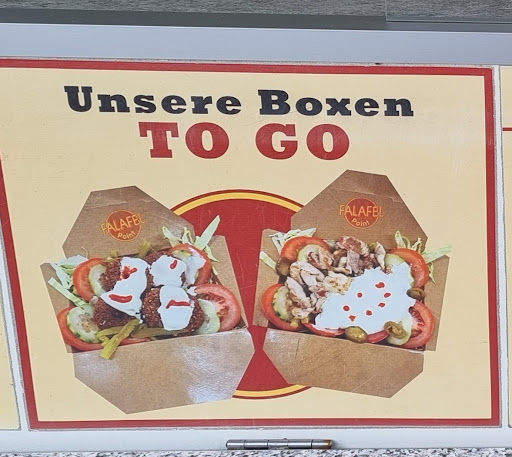 Unsere Boxen
TO GO
FALAFEL
Point
FALAFEL
Point